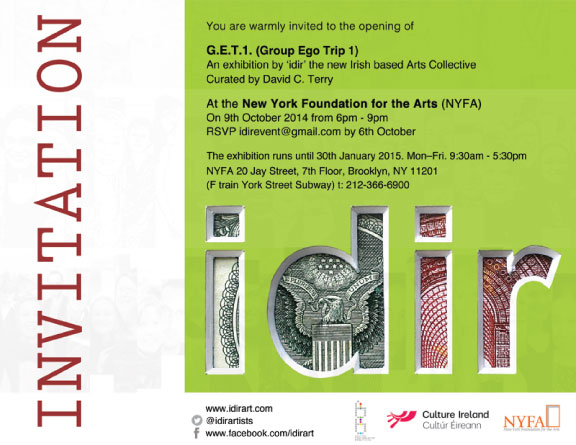 INVITATION
You are warmly invited to the opening of
G.E.T.1. (Group Ego Trip 1)
An exhibition by ‘idir’ the new Irish based Arts Collective
Curated by David C. Terry
At the New York Foundation for the Arts (NYFA)
On 9th October 2014 from 6pm - 9pm
RSVP idirevent@gmail.com by 6th October
The exhibition runs until 30th January 2015. Mon–Fri. 9:30am - 5:30pm
NYFA 20 Jay Street, 7th Floor, Brooklyn, NY 11201
(F train York Street Subway) t: 212-366-6900
idir
www.idirart.com
@idirartists
www.facebook.com/idirart
Culture Ireland
Cultúr Éireann
NYFA